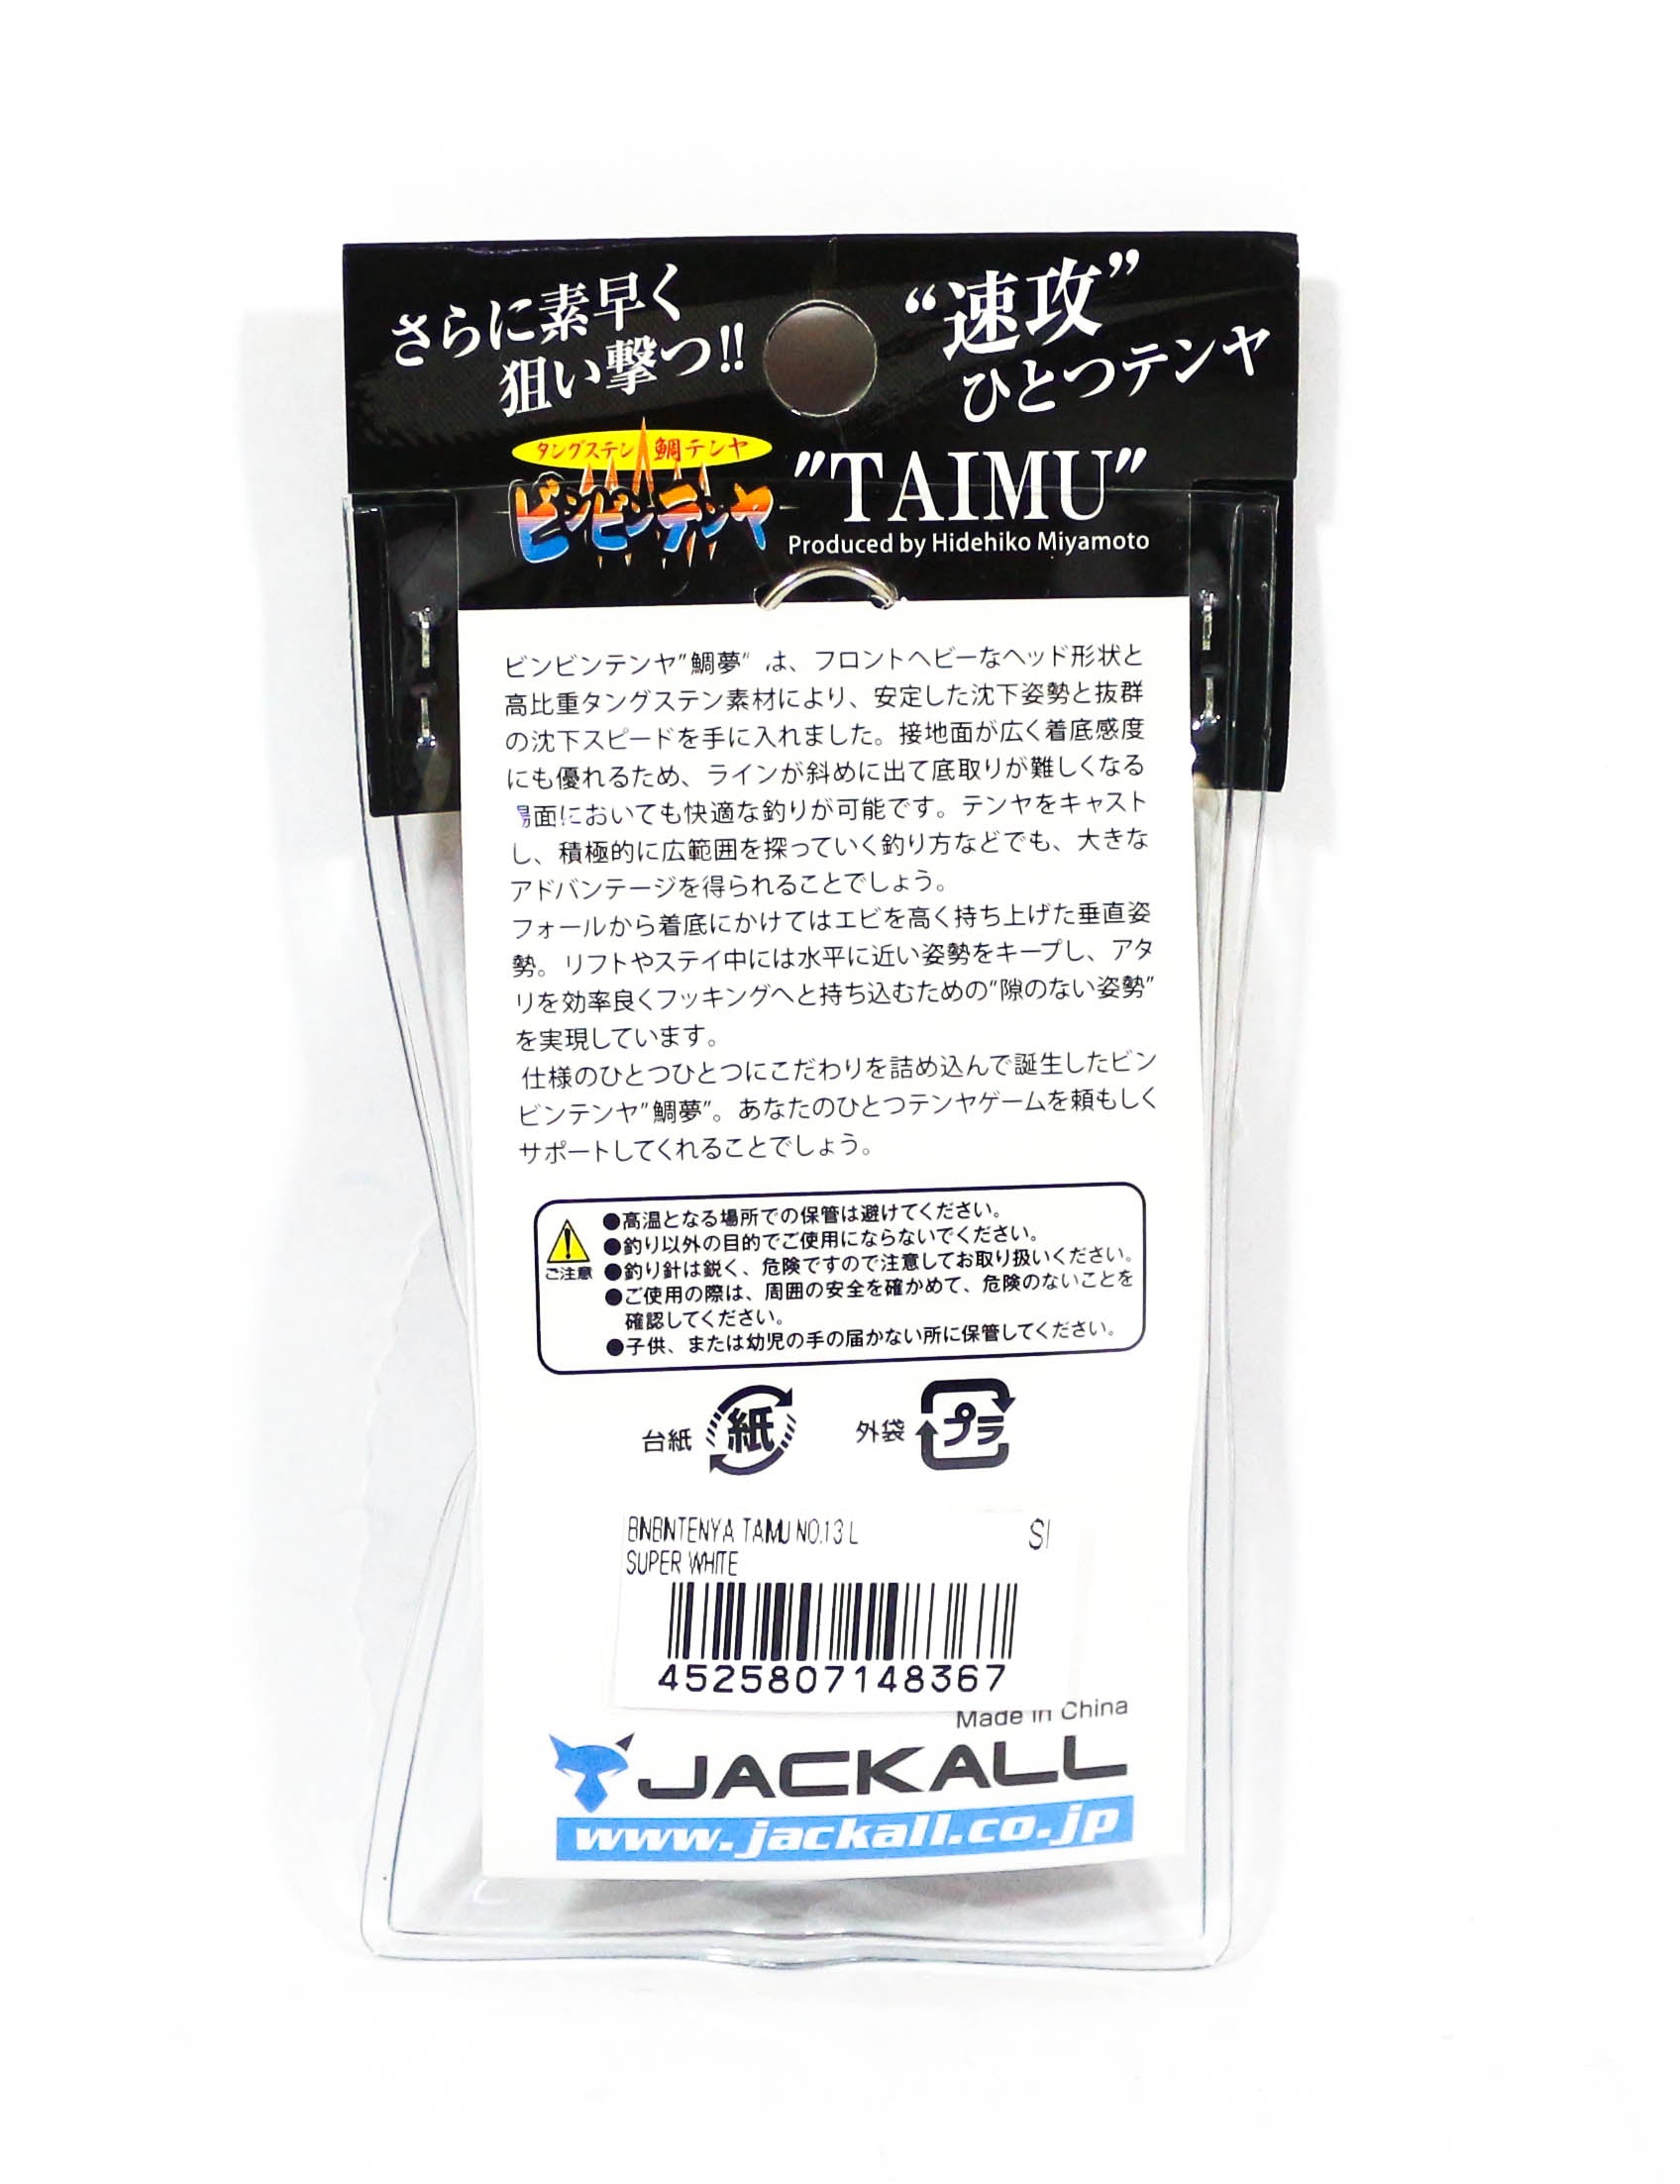 さらに素早く
狙い撃つ!!
“速攻”
ひとつテンヤ
タングステン鯛テンヤ
ビンビンテンヤ
"TAIMU"
Produced by Hidehiko Miyamoto
ビンビンテンヤ"鯛夢"は、フロントヘビーなヘッド形状と
高比重タングステン素材により、安定した沈下姿勢と抜群
の沈下スピードを手に入れました。接地面が広く着底感度
にも優れるため、ラインが斜めに出て底取りが難しくなる
場面においても快適な釣りが可能です。テンヤをキャスト
し、積極的に広範囲を探っていく釣り方などでも、大きな
アドバンテージを得られることでしょう。
フォールから着底にかけてはエビを高く持ち上げた垂直姿
勢。リフトやステイ中には水平に近い姿勢をキープし、アタ
リを効率良くフッキングへと持ち込むための"隙のない姿勢"
を実現しています。
仕様のひとつひとつにこだわりを詰め込んで誕生したビン
ビンテンヤ"鯛夢"。あなたのひとつテンヤゲームを頼もしく
サポートしてくれることでしょう。
ご注意
●高温となる場所での保管は避けてください。
●釣り以外の目的でご使用にならないでください。
●釣り針は鋭く、危険ですので注意してお取り扱いください。
●ご使用の際は、周囲の安全を確かめて、危険のないことを
確認してください。
●子供、または幼児の手の届かない所に保管してください。
台紙 紙 外袋 プラ
BNBNTENYA TAIMU NO.13 L SI
SUPER WHITE
4525807148367
Made in China
JACKALL
www.jackall.co.jp